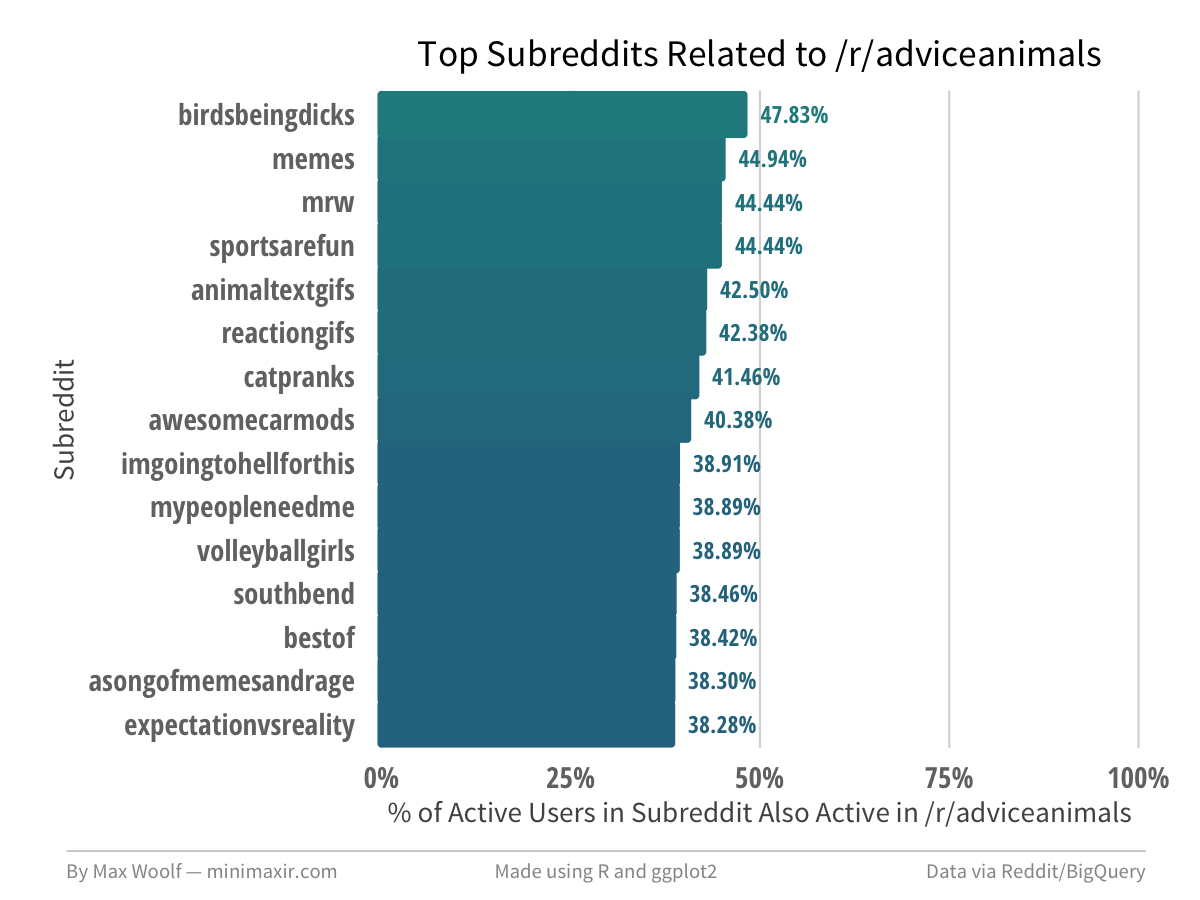 Top Subreddits Related to /r/adviceanimals
Subreddit
birdsbeingdicks 47.83%
memes 44.94%
mrw 44.44%
sportsarefun 44.44%
animaltextgifs 42.50%
reactiongifs 42.38%
catpranks 41.46%
awesomecarmods 40.38%
imgoingtohellforthis 38.91%
mypeopleneedme 38.89%
volleyballgirls 38.89%
southbend 38.46%
bestof 38.42%
asongofmemesandrage 38.30%
expectationvsreality 38.28%
0% 25% 50% 75% 100%
% of Active Users in Subreddit Also Active in /r/adviceanimals
By Max Woolf — minimaxir.com Made using R and ggplot2 Data via Reddit/BigQuery